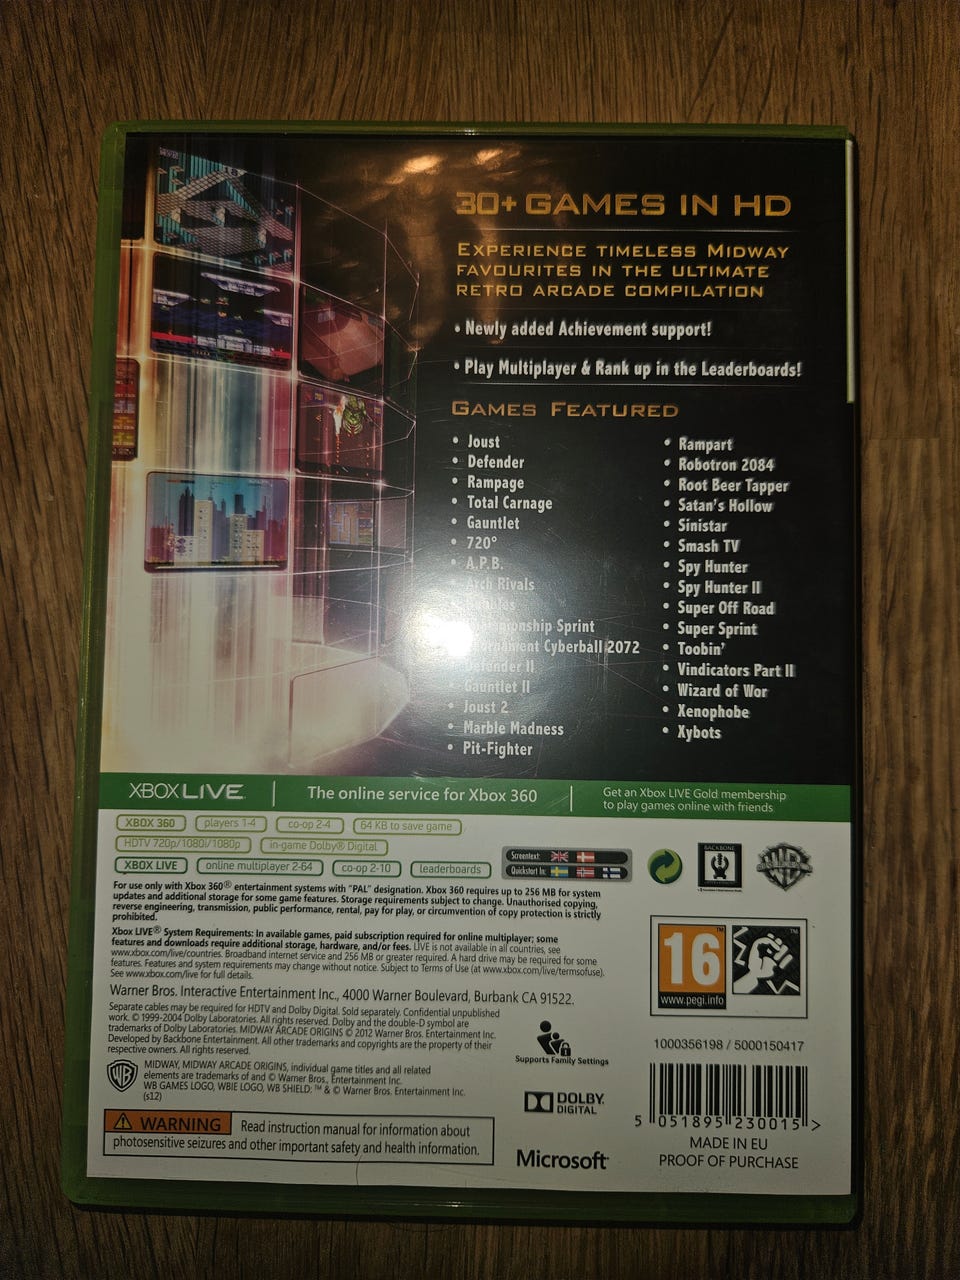 30+ GAMES IN HD
EXPERIENCE TIMELESS MIDWAY
FAVOURITES IN THE ULTIMATE
RETRO ARCADE COMPILATION
• Newly added Achievement support!
• Play Multiplayer & Rank up in the Leaderboards!
GAMES FEATURED
• Joust
• Defender
• Rampage
• Total Carnage
• Gauntlet
• 720°
• A.P.B.
Arch Rivals
Sprint
Cyberball 2072
Defender II
• Gauntlet II
• Joust 2
• Marble Madness
• Pit-Fighter
• Rampart
• Robotron 2084
• Root Beer Tapper
• Satan's Hollow
• Sinistar
• Smash TV
• Spy Hunter
• Spy Hunter II
• Super Off Road
• Super Sprint
• Toobin'
• Vindicators Part II
• Wizard of Wor
• Xenophobe
• Xybots
XBOX LIVE
The online service for Xbox 360
Get an Xbox LIVE Gold membership
to play games online with friends
XBOX 360 players 1-4 co-op 2-4 64 KB to save game
HDTV 720p/1080i/1080p in-game Dolby® Digital
XBOX LIVE online multiplayer 2-64 co-op 2-10 leaderboards
Screentext:
Quickstart In:
BACKBONE
For use only with Xbox 360® entertainment systems with "PAL" designation. Xbox 360 requires up to 256 MB for system
updates and additional storage for some game features. Storage requirements subject to change. Unauthorised copying,
reverse engineering, transmission, public performance, rental, pay for play, or circumvention of copy protection is strictly
prohibited.
Xbox LIVE® System Requirements: In available games, paid subscription required for online multiplayer; some
features and downloads require additional storage, hardware, and/or fees. LIVE is not available in all countries, see
www.xbox.com/live/countries. Broadband internet service and 256 MB or greater required. A hard drive may be required for some
features. Features and system requirements may change without notice. Subject to Terms of Use (at www.xbox.com/live/termsofuse).
See www.xbox.com/live for full details.
Warner Bros. Interactive Entertainment Inc., 4000 Warner Boulevard, Burbank CA 91522.
Separate cables may be required for HDTV and Dolby Digital. Sold separately. Confidential unpublished
work. © 1999-2004 Dolby Laboratories. All rights reserved. Dolby and the double-D symbol are
trademarks of Dolby Laboratories. MIDWAY ARCADE ORIGINS © 2012 Warner Bros. Entertainment Inc.
Developed by Backbone Entertainment. All other trademarks and copyrights are the property of their
respective owners. All rights reserved.
MIDWAY, MIDWAY ARCADE ORIGINS, individual game titles and all related
elements are trademarks of and © Warner Bros. Entertainment Inc.
WB GAMES LOGO, WBIE LOGO, WB SHIELD: ™ & © Warner Bros. Entertainment Inc.
(s12)
WARNING Read instruction manual for information about
photosensitive seizures and other important safety and health information.
Supports Family Settings
DOLBY
DIGITAL
Microsoft®
16
www.pegi.info
1000356198 / 5000150417
5 051895 230015 >
MADE IN EU
PROOF OF PURCHASE